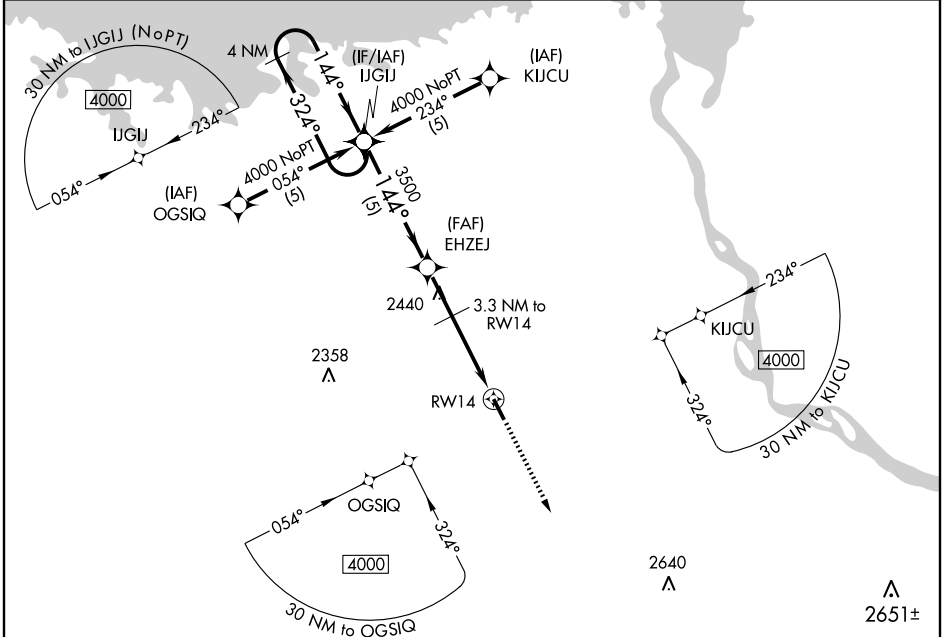 30 NM to IJGIJ (NoPT)
4000
IJGIJ
234°
054°
4 NM
144°
324°
(IF/IAF)
IJGIJ
(IAF)
KIJCU
4000 NoPT
234°
(5)
4000 NoPT
054°
(5)
(IAF)
OGSIQ
3500
144°
(5)
(FAF)
EHZEJ
2440
3.3 NM to
RW14
2358
RW14
234°
KIJCU
4000
324°
30 NM to KIJCU
OGSIQ
054°
324°
4000
30 NM to OGSIQ
2640
2651±